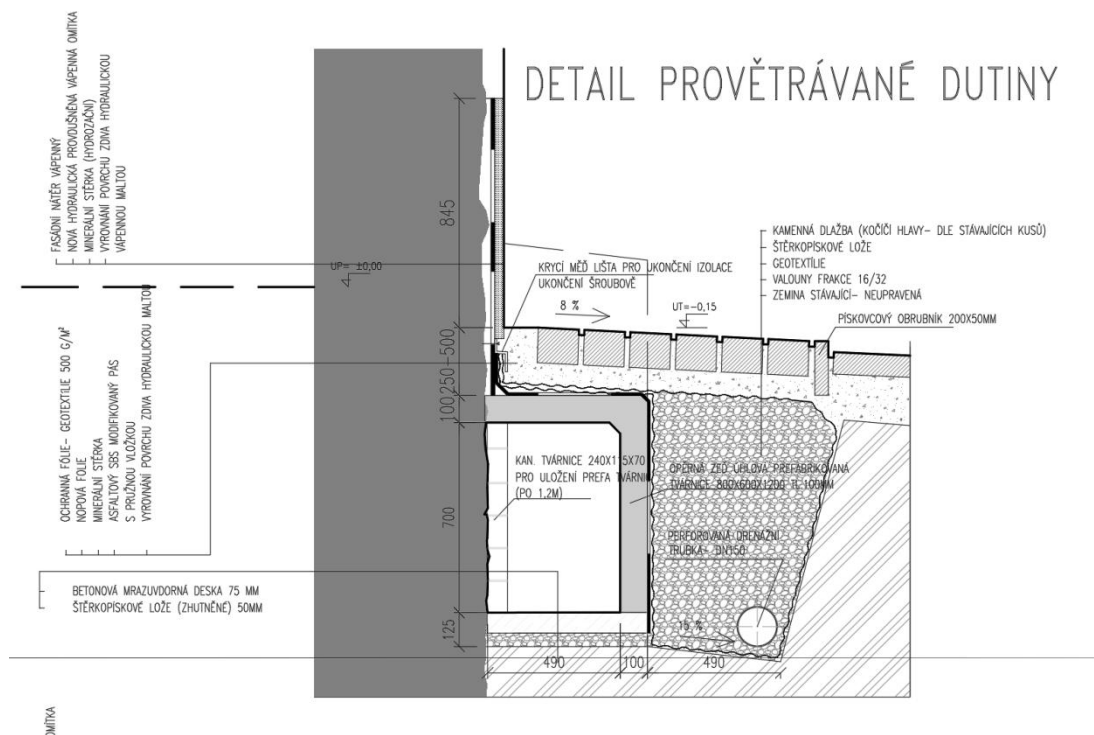 DETAIL PROVĚTRÁVANÉ DUTINY
FASÁDNÍ NÁTĚR VÁPENNÝ
NOVÁ HYDRAULICKÁ PROVDUŠNĚNÁ VÁPENNÁ OMÍTKA
MINERÁLNÍ STĚRKA (HYDROZAČNÍ)
VYROVNÁNÍ POVRCHU ZDIVA HYDRAULICKOU
VÁPENNOU MALTOU
845
UP= ±0,00
KRYCÍ MĚĎ LIŠTA PRO UKONČENÍ IZOLACE
UKONČENÍ ŠROUBOVĚ
8 %
UT=-0,15
KAMENNÁ DLAŽBA (KOČIČÍ HLAVY- DLE STÁVAJÍCÍCH KUSŮ)
ŠTĚRKOPÍSKOVÉ LOŽE
GEOTEXTÍLIE
VALOUNY FRAKCE 16/32
ZEMINA STÁVAJÍCÍ- NEUPRAVENÁ
PÍSKOVCOVÝ OBRUBNÍK 200X50MM
250-500
100
OCHRANNÁ FÓLIE- GEOTEXTILIE 500 G/M²
NOPOVÁ FOLIE
MINERÁLNÍ STĚRKA
ASFALTOVÝ SBS MODIFIKOVANÝ PÁS
S PRUŽNOU VLOŽKOU
VYROVNÁNÍ POVRCHU ZDIVA HYDRAULICKOU MALTOU
KAN. TVÁRNICE 240X115X70
PRO ULOŽENÍ PREFA TVÁRNIC
(PO 1,2M)
OPĚRNÁ ZEĎ ÚHLOVÁ PREFABRIKOVANÁ
TVÁRNICE 800X600X1200 TL.100MM
700
PERFOROVANÁ DRENÁŽNÍ
TRUBKA- DN150
BETONOVÁ MRAZUVDORNÁ DESKA 75 MM
ŠTĚRKOPÍSKOVÉ LOŽE (ZHUTNĚNÉ) 50MM
125
15 %
490
100
490
OMÍTKA